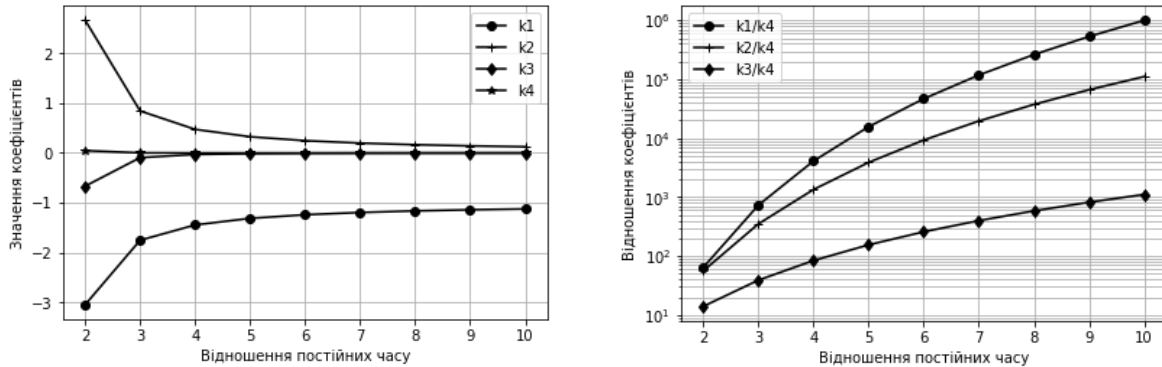 Значення коефіцієнтів
2
1
0
−1
−2
−3
k1
k2
k3
k4
2 3 4 5 6 7 8 9 10
Відношення постійних часу
Відношення коефіцієнтів
10⁶
10⁵
10⁴
10³
10²
10¹
k1/k4
k2/k4
k3/k4
2 3 4 5 6 7 8 9 10
Відношення постійних часу